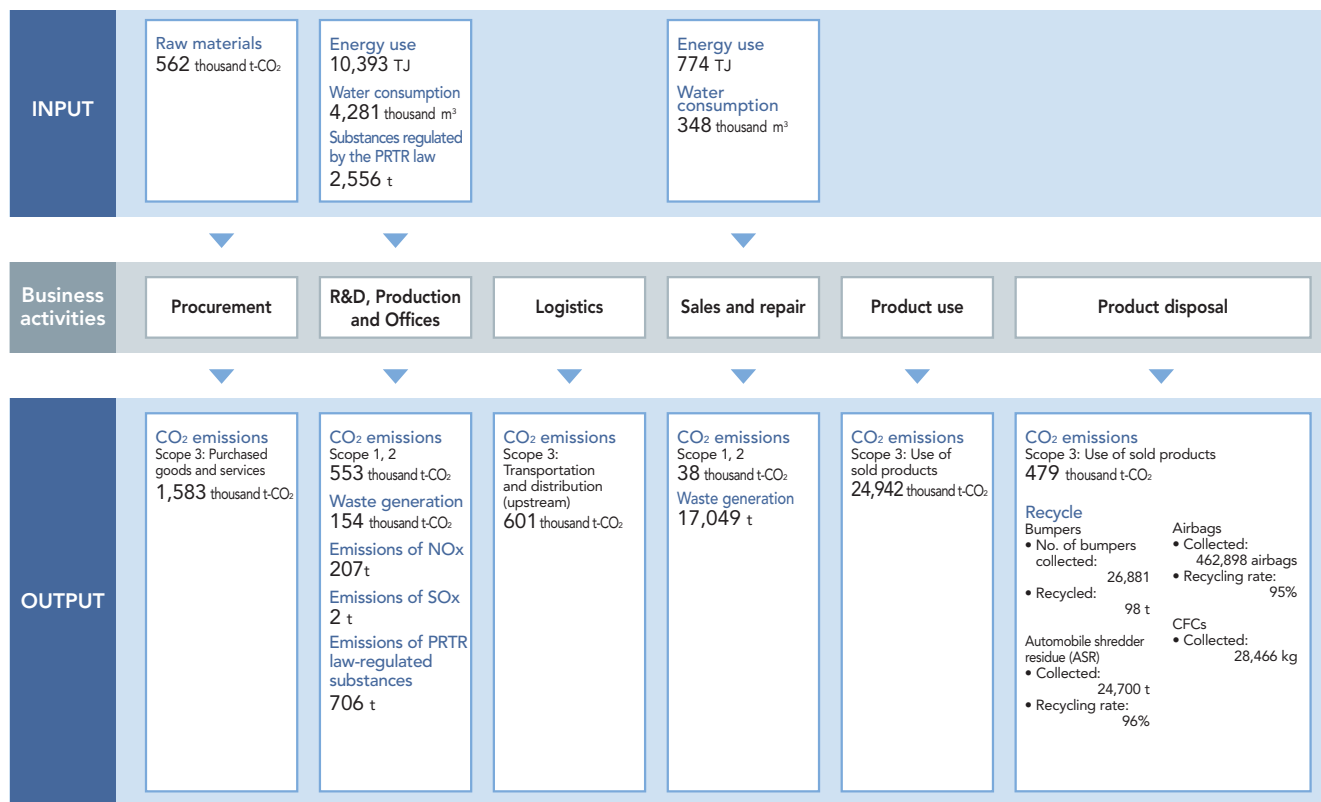 INPUT
Raw materials
562 thousand t-CO₂
Energy use
10,393 TJ
Water consumption
4,281 thousand m³
Substances regulated
by the PRTR law
2,556 t
Energy use
774 TJ
Water
consumption
348 thousand m³
Business
activities
Procurement
R&D, Production
and Offices
Logistics
Sales and repair
Product use
Product disposal
OUTPUT
CO₂ emissions
Scope 3: Purchased
goods and services
1,583 thousand t-CO₂
CO₂ emissions
Scope 1, 2
553 thousand t-CO₂
Waste generation
154 thousand t-CO₂
Emissions of NOx
207t
Emissions of SOx
2 t
Emissions of PRTR
law-regulated
substances
706 t
CO₂ emissions
Scope 3:
Transportation
and distribution
(upstream)
601 thousand t-CO₂
CO₂ emissions
Scope 1, 2
38 thousand t-CO₂
Waste generation
17,049 t
CO₂ emissions
Scope 3: Use of
sold products
24,942 thousand t-CO₂
CO₂ emissions
Scope 3: Use of sold products
479 thousand t-CO₂
Recycle
Bumpers
• No. of bumpers
collected:
26,881
• Recycled:
98 t
Automobile shredder
residue (ASR)
• Collected:
24,700 t
• Recycling rate:
96%
Airbags
• Collected:
462,898 airbags
• Recycling rate:
95%
CFCs
• Collected:
28,466 kg